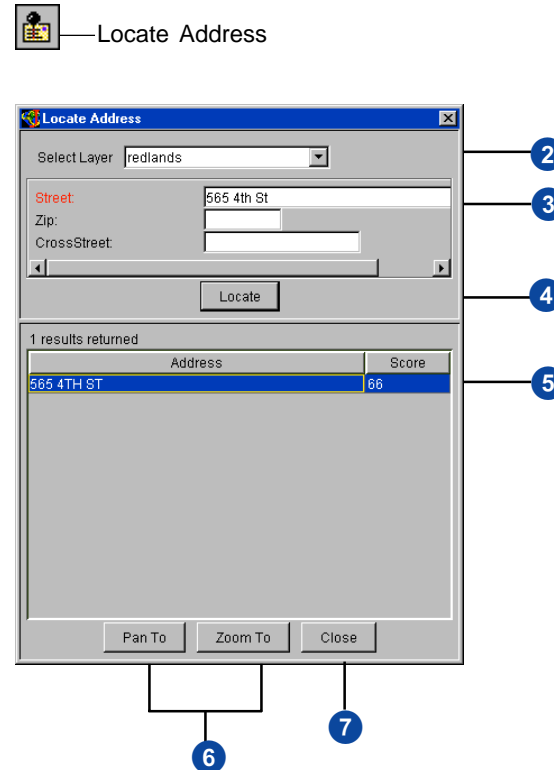 Locate Address
Locate Address
Select Layer redlands
2
Street: 565 4th St
3
Zip:
CrossStreet:
Locate
4
1 results returned
Address Score
565 4TH ST 66
5
Pan To Zoom To Close
6
7